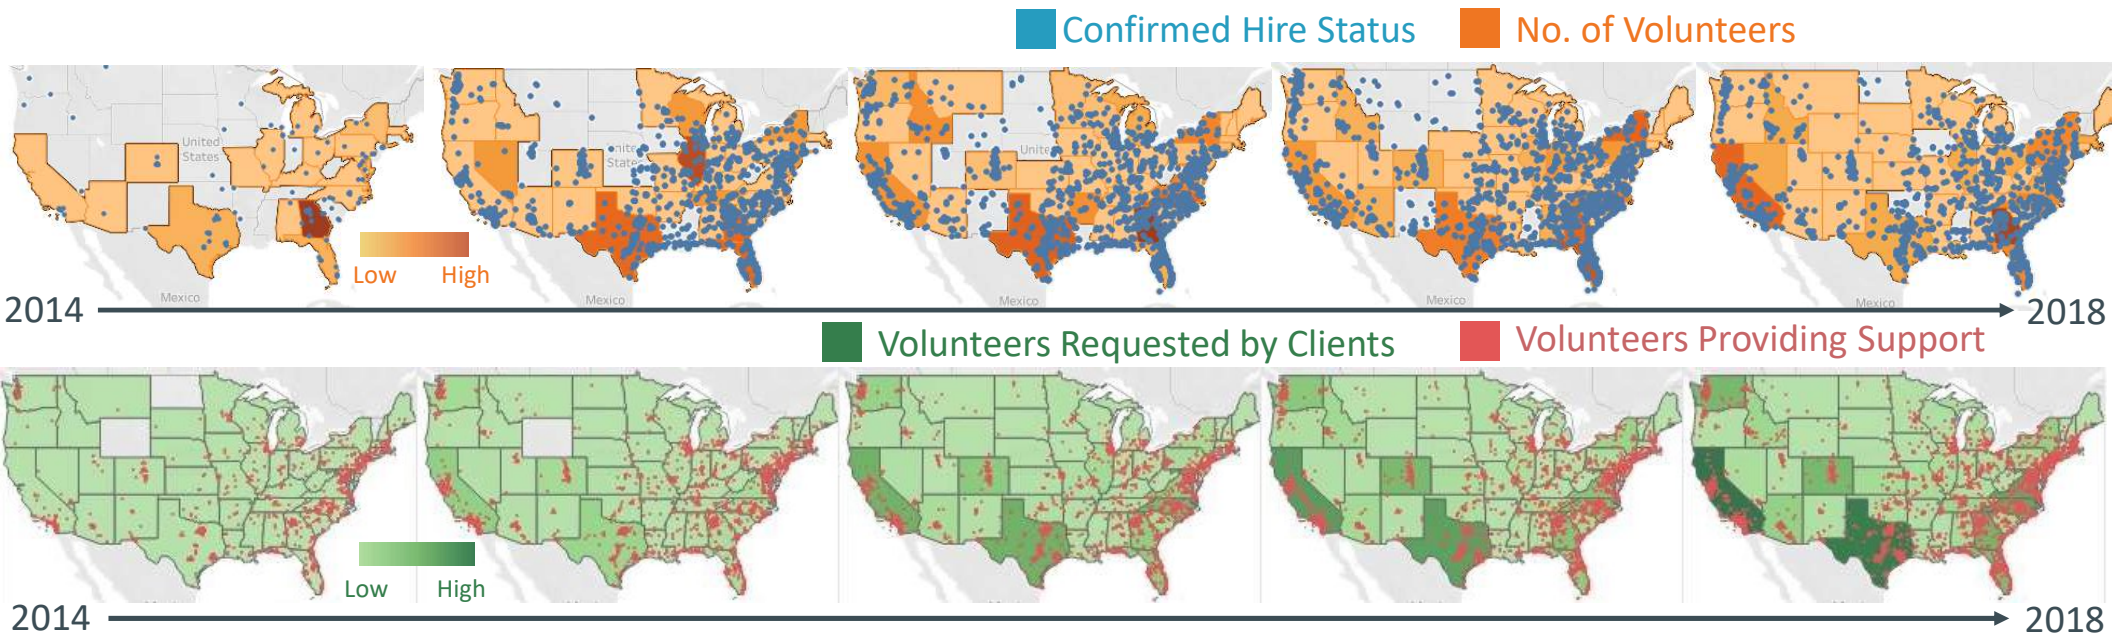 Confirmed Hire Status
No. of Volunteers
United
States
Low
High
Mexico
Mexico
Unite
Mexico
Mexico
Mexico
2014
2018
Volunteers Requested by Clients
Volunteers Providing Support
Low
High
2014
2018